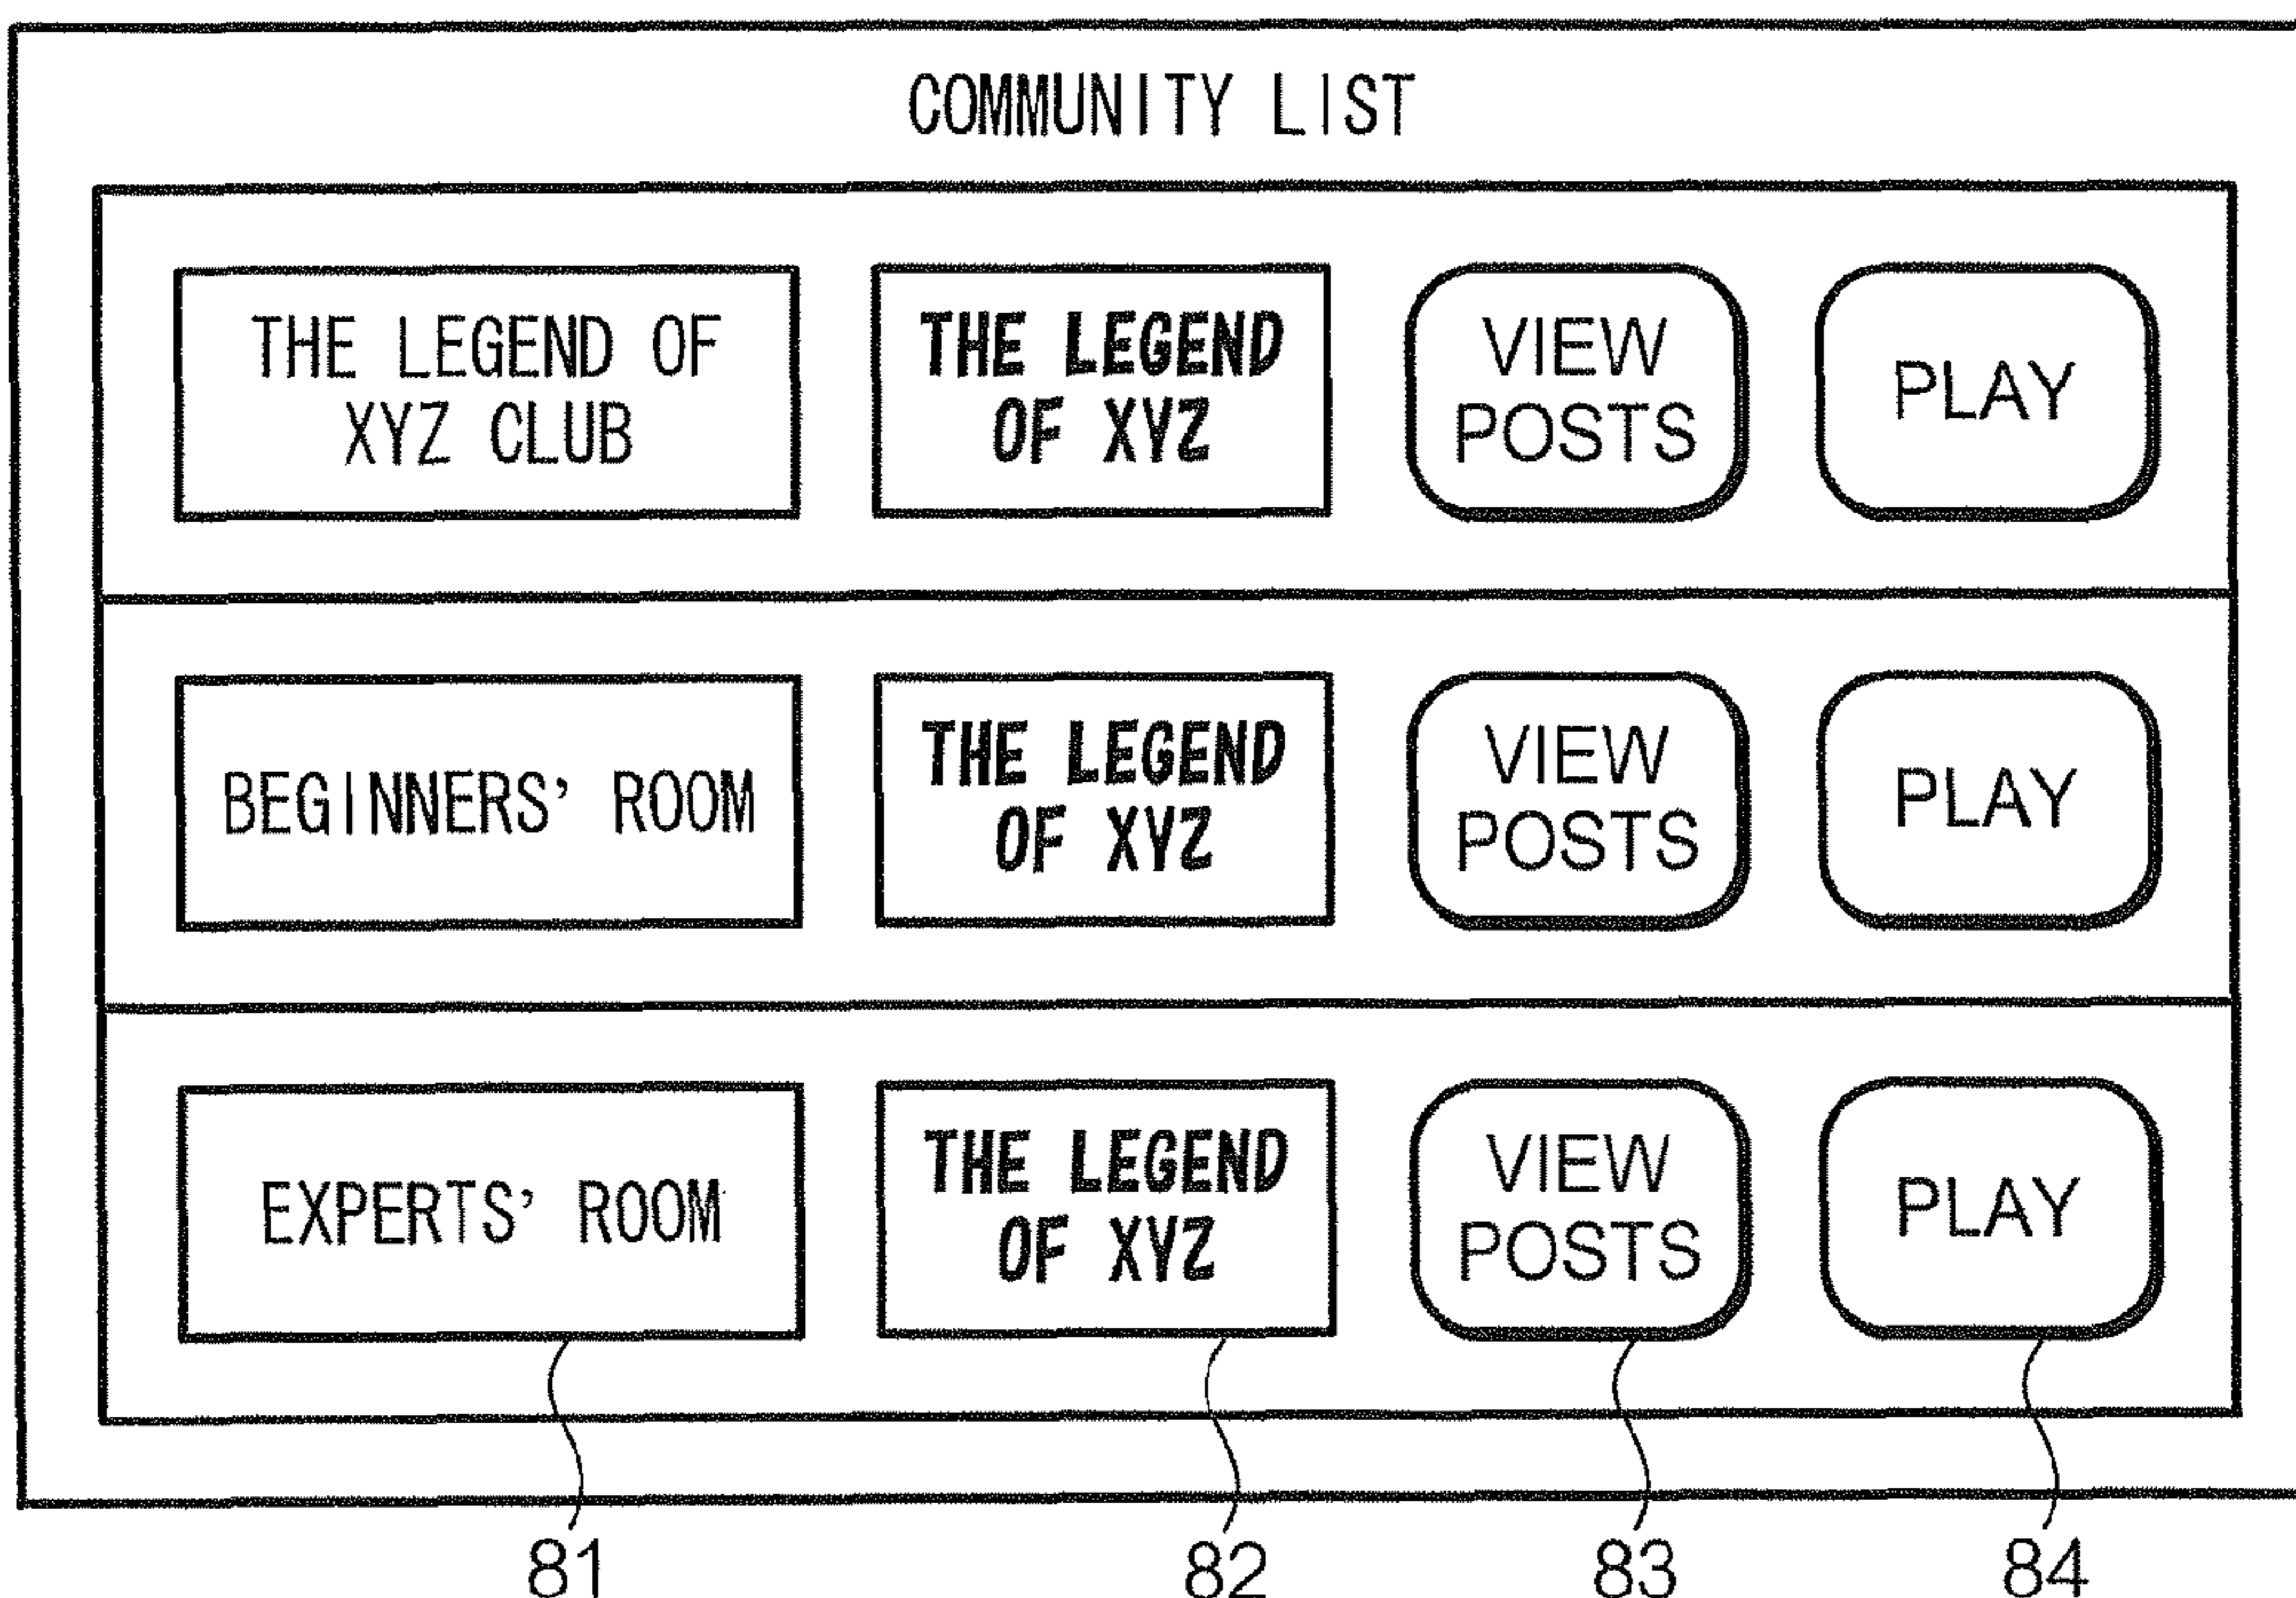 COMMUNITY LIST
THE LEGEND OF
XYZ CLUB
THE LEGEND
OF XYZ
VIEW
POSTS
PLAY
BEGINNERS' ROOM
THE LEGEND
OF XYZ
VIEW
POSTS
PLAY
EXPERTS' ROOM
THE LEGEND
OF XYZ
VIEW
POSTS
PLAY
81
82
83
84